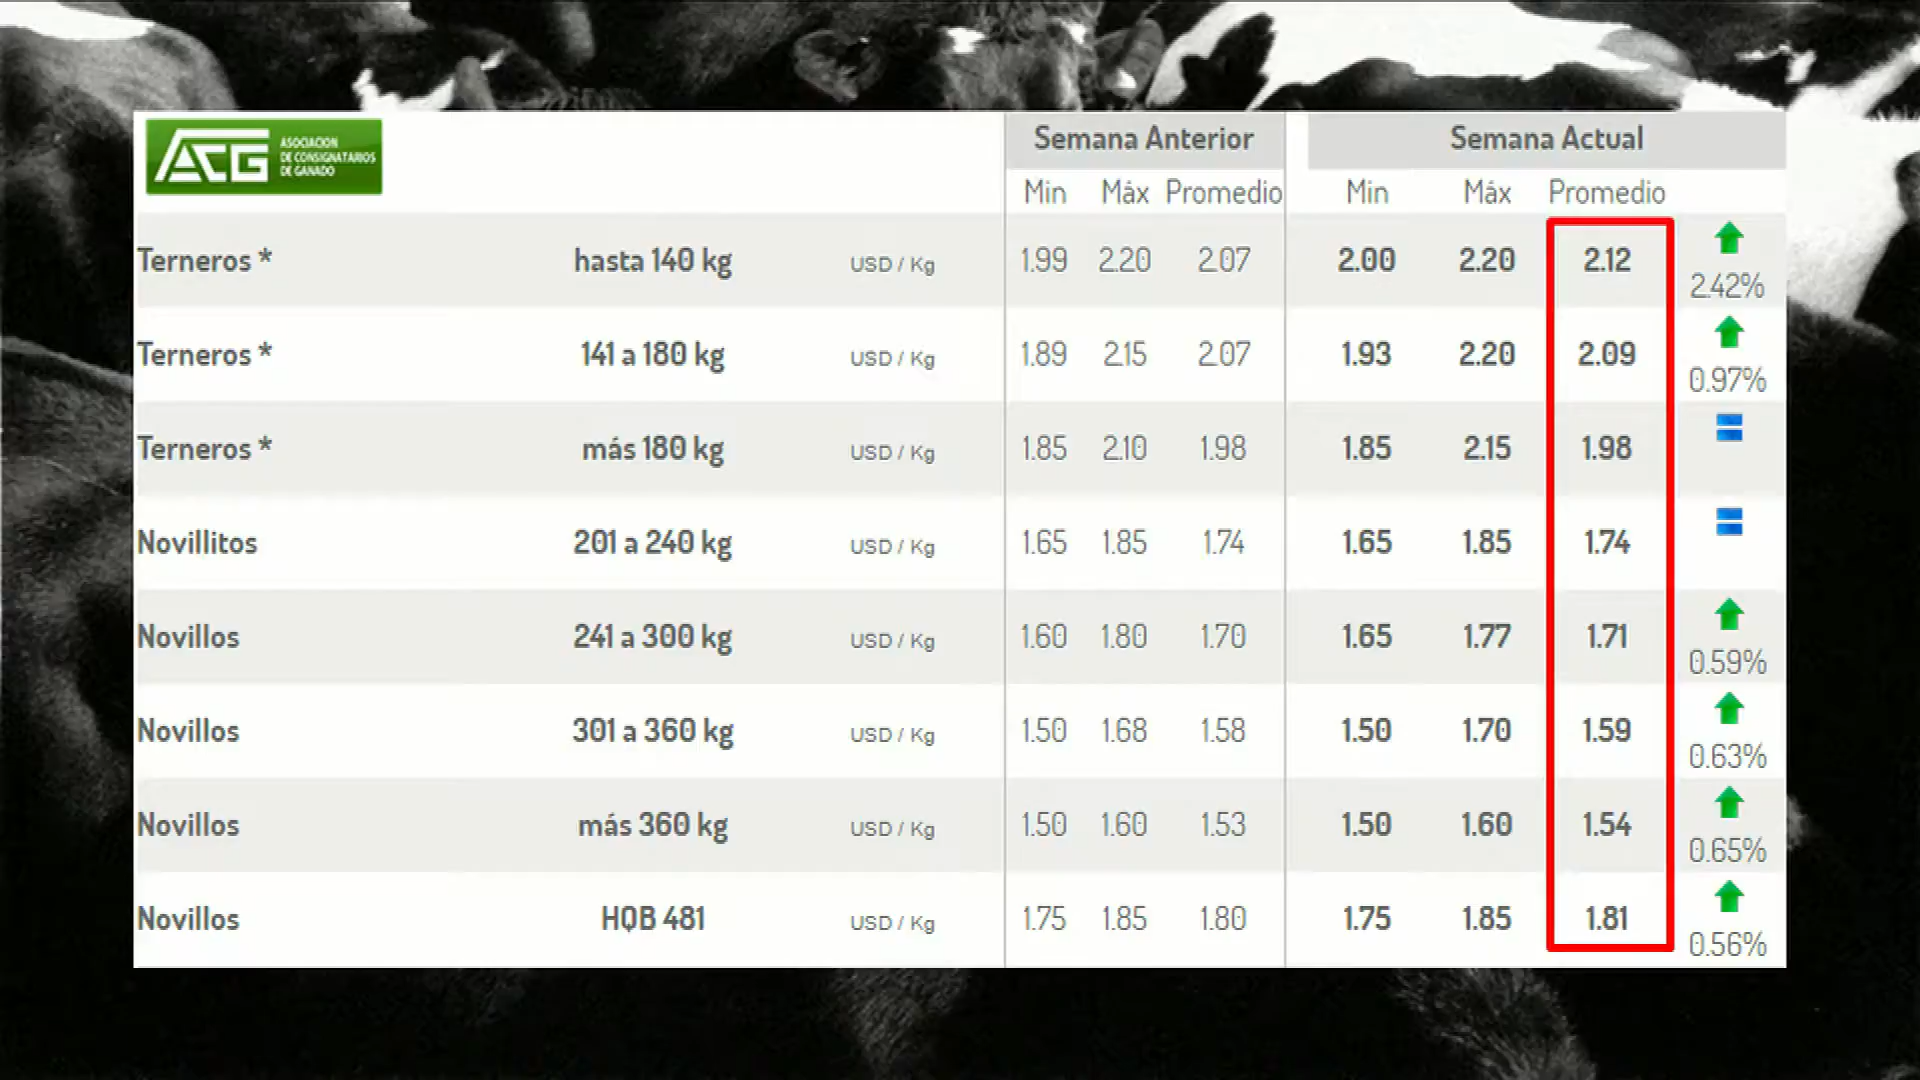 ACG ASOCIACION
DE CONSIGNATARIOS
DE GANADO
Semana Anterior Semana Actual
Min Máx Promedio Min Máx Promedio
Terneros * hasta 140 kg USD / Kg 1.99 2.20 2.07 2.00 2.20 2.12 2.42%
Terneros * 141 a 180 kg USD / Kg 1.89 2.15 2.07 1.93 2.20 2.09 0.97%
Terneros * más 180 kg USD / Kg 1.85 2.10 1.98 1.85 2.15 1.98
Novillitos 201 a 240 kg USD / Kg 1.65 1.85 1.74 1.65 1.85 1.74
Novillos 241 a 300 kg USD / Kg 1.60 1.80 1.70 1.65 1.77 1.71 0.59%
Novillos 301 a 360 kg USD / Kg 1.50 1.68 1.58 1.50 1.70 1.59 0.63%
Novillos más 360 kg USD / Kg 1.50 1.60 1.53 1.50 1.60 1.54 0.65%
Novillos HQB 481 USD / Kg 1.75 1.85 1.80 1.75 1.85 1.81 0.56%